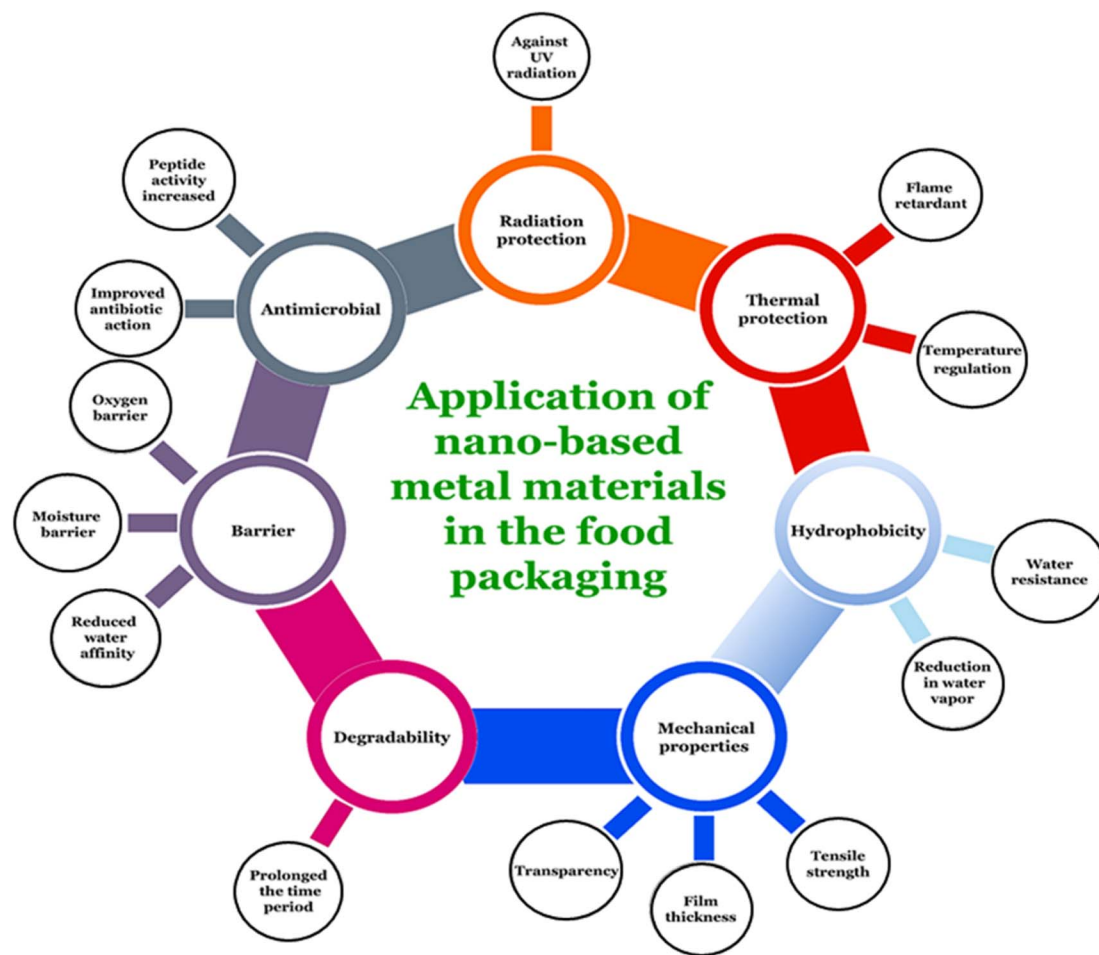 Against
UV
radiation
Peptide
activity
increased
Radiation
protection
Flame
retardant
Improved
antibiotic
action
Antimicrobial
Thermal
protection
Temperature
regulation
Oxygen
barrier
Application of
nano-based
metal materials
in the food
packaging
Moisture
barrier
Barrier
Hydrophobicity
Water
resistance
Reduced
water
affinity
Reduction
in water
vapor
Degradability
Mechanical
properties
Prolonged
the time
period
Transparency
Film
thickness
Tensile
strength